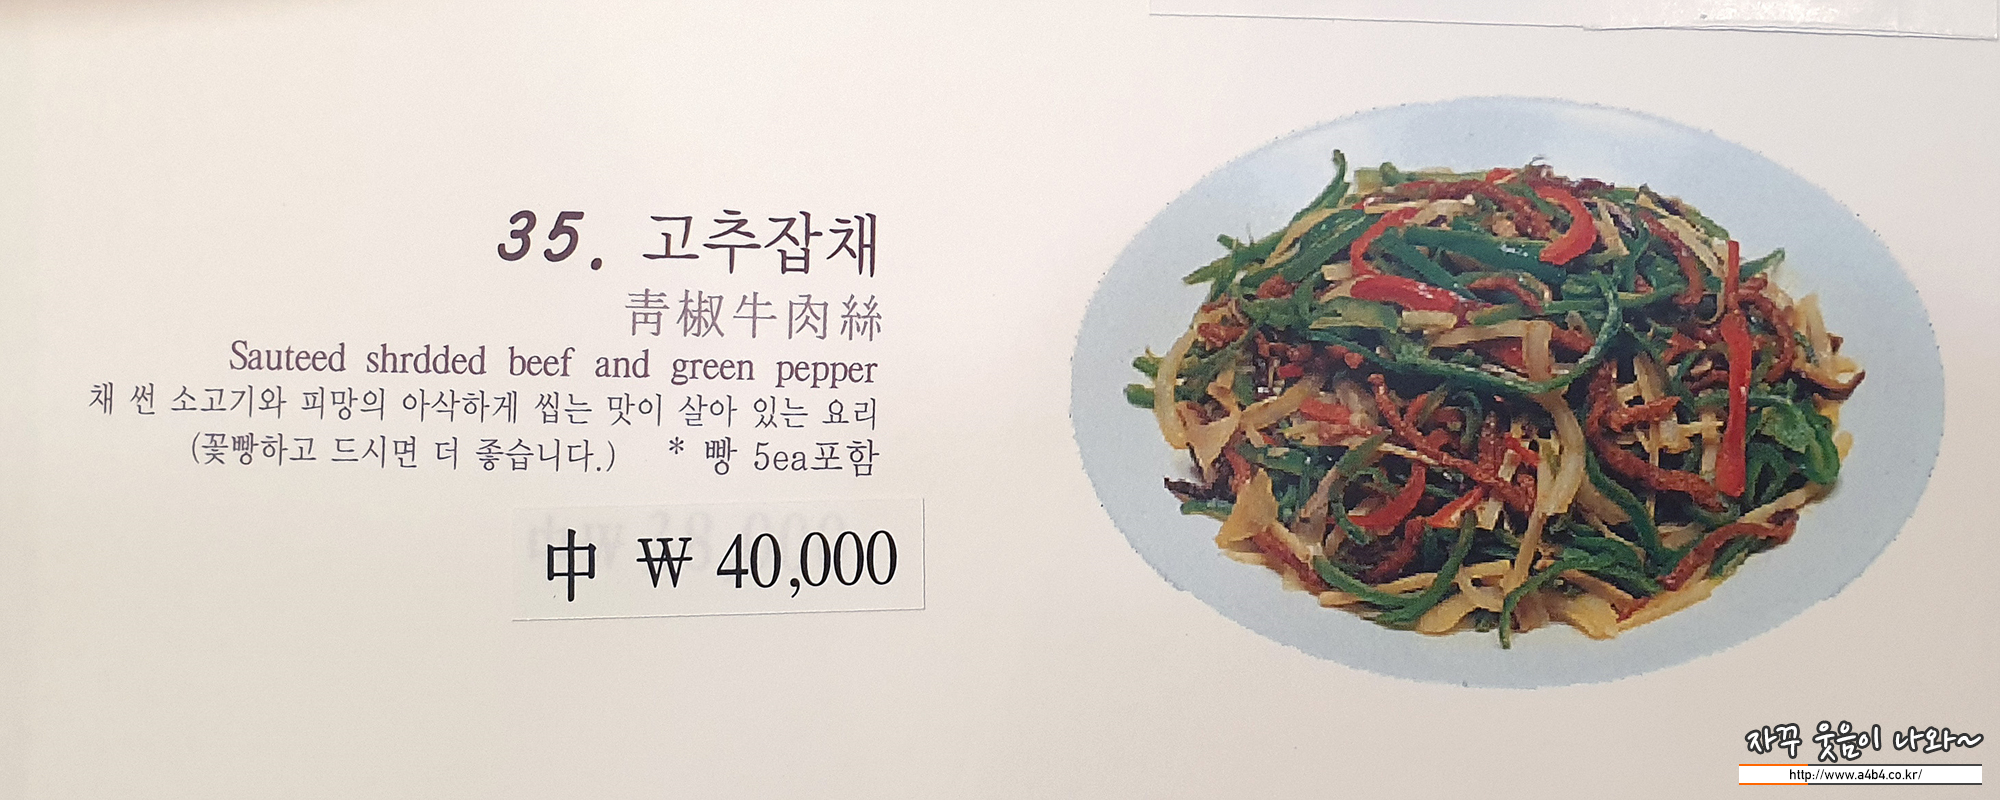 35. 고추잡채
靑椒牛肉絲
Sauteed shrdded beef and green pepper
채 썬 소고기와 피망의 아삭하게 씹는 맛이 살아 있는 요리
(꽃빵하고 드시면 더 좋습니다.) * 빵 5ea포함
中 ₩ 40,000
자꾸 웃음이 나와~
http://www.a4b4.co.kr/